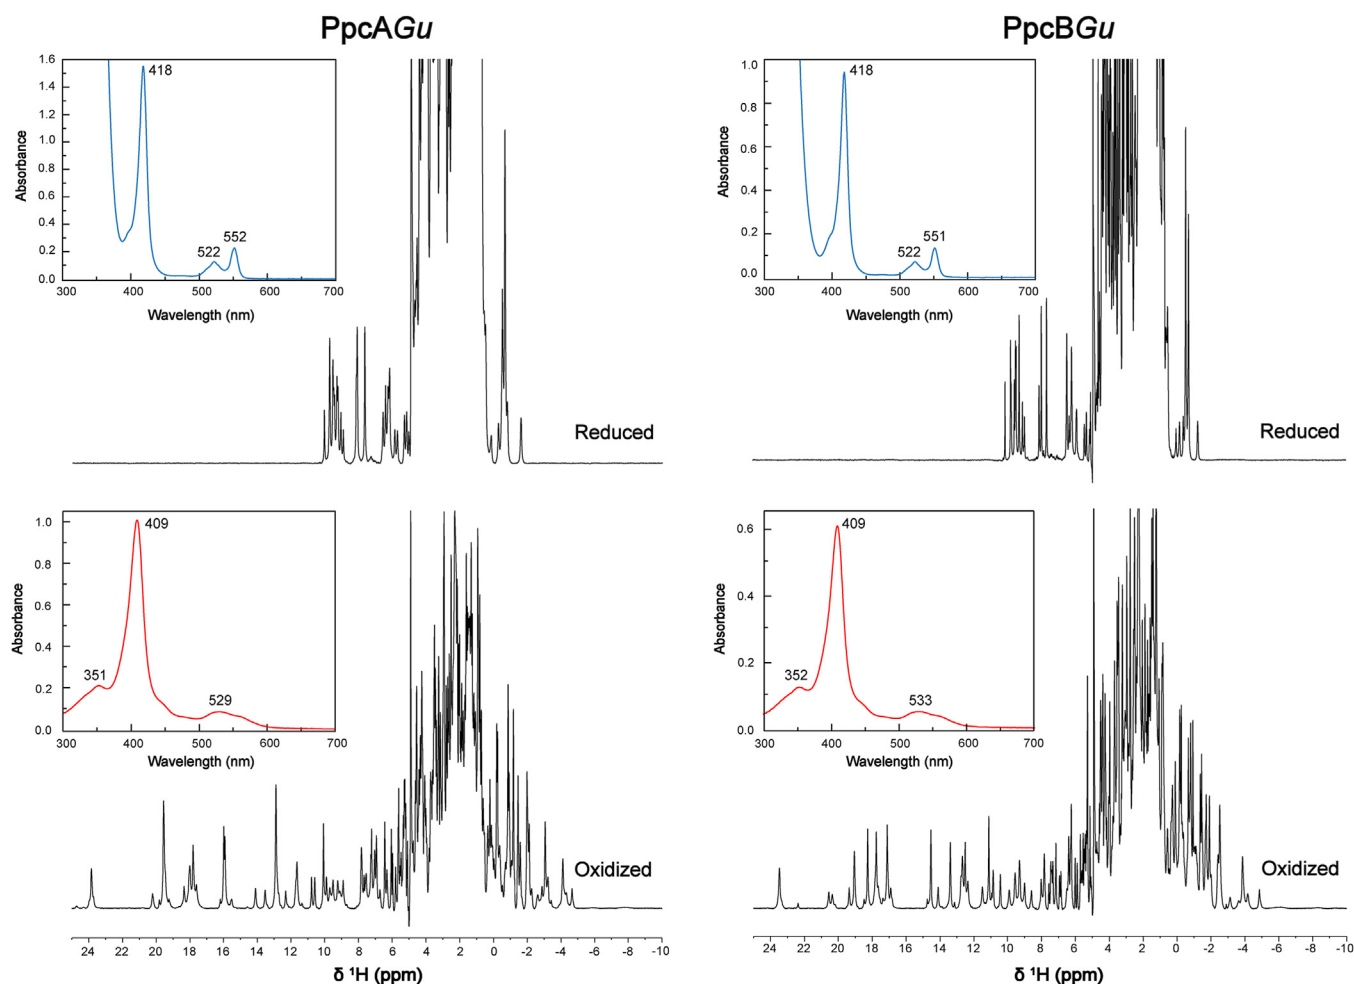 PpcAGu
PpcBGu
1.6
1.4
1.2
1.0
0.8
0.6
0.4
0.2
0.0
Absorbance
418
522
552
300 400 500 600 700
Wavelength (nm)
Reduced
1.0
0.8
0.6
0.4
0.2
0.0
Absorbance
418
522
551
300 400 500 600 700
Wavelength (nm)
Reduced
1.0
0.8
0.6
0.4
0.2
0.0
Absorbance
351
409
529
300 400 500 600 700
Wavelength (nm)
Oxidized
24 22 20 18 16 14 12 10 8 6 4 2 0 -2 -4 -6 -8 -10
δ ¹H (ppm)
0.6
0.4
0.2
0.0
Absorbance
352
409
533
300 400 500 600 700
Wavelength (nm)
Oxidized
24 22 20 18 16 14 12 10 8 6 4 2 0 -2 -4 -6 -8 -10
δ ¹H (ppm)